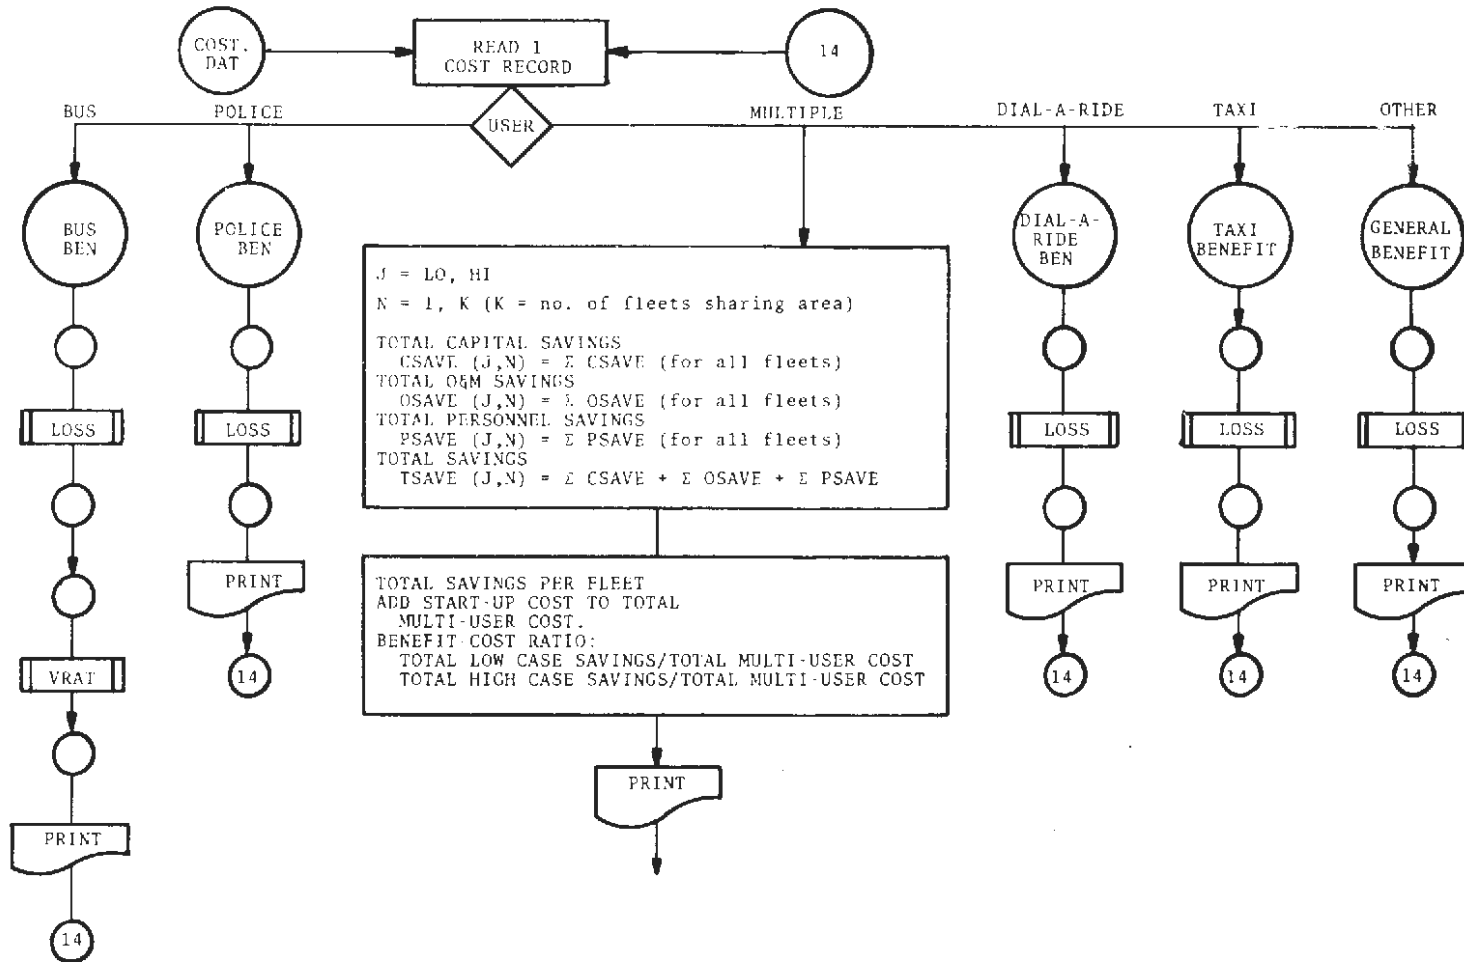 COST.
DAT
READ 1
COST RECORD
14
BUS
POLICE
USER
MULTIPLE
DIAL-A-RIDE
TAXI
OTHER
BUS
BEN
POLICE
BEN
DIAL-A-
RIDE
BEN
TAXI
BENEFIT
GENERAL
BENEFIT
J = LO, HI
N = 1, K (K = no. of fleets sharing area)
TOTAL CAPITAL SAVINGS
CSAVE (J,N) = Σ CSAVE (for all fleets)
TOTAL O&M SAVINGS
OSAVE (J,N) = Σ OSAVE (for all fleets)
TOTAL PERSONNEL SAVINGS
PSAVE (J,N) = Σ PSAVE (for all fleets)
TOTAL SAVINGS
TSAVE (J,N) = Σ CSAVE + Σ OSAVE + Σ PSAVE
LOSS
LOSS
LOSS
LOSS
LOSS
TOTAL SAVINGS PER FLEET
ADD START-UP COST TO TOTAL
MULTI-USER COST.
BENEFIT-COST RATIO:
TOTAL LOW CASE SAVINGS/TOTAL MULTI-USER COST
TOTAL HIGH CASE SAVINGS/TOTAL MULTI-USER COST
PRINT
PRINT
PRINT
PRINT
VRAT
14
14
14
14
PRINT
PRINT
14